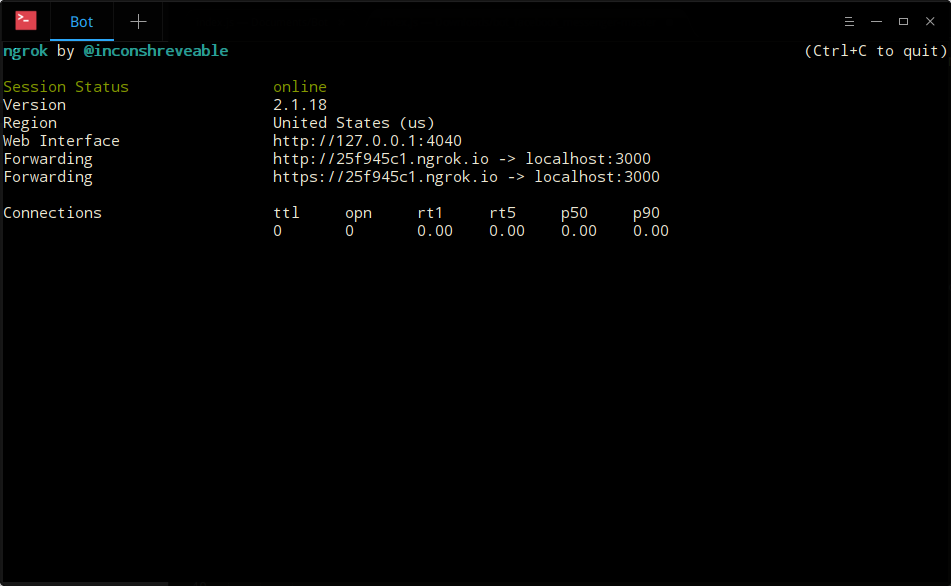 Bot
ngrok by @inconshreveable (Ctrl+C to quit)
Session Status online
Version 2.1.18
Region United States (us)
Web Interface http://127.0.0.1:4040
Forwarding http://25f945c1.ngrok.io -> localhost:3000
Forwarding https://25f945c1.ngrok.io -> localhost:3000
Connections ttl opn rt1 rt5 p50 p90
0 0 0.00 0.00 0.00 0.00